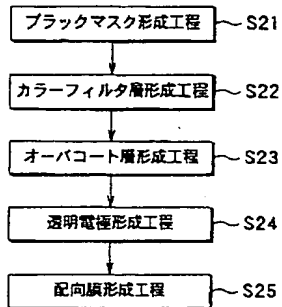 ブラックマスク形成工程 S21
カラーフィルタ層形成工程 S22
オーバコート層形成工程 S23
透明電極形成工程 S24
配向膜形成工程 S25